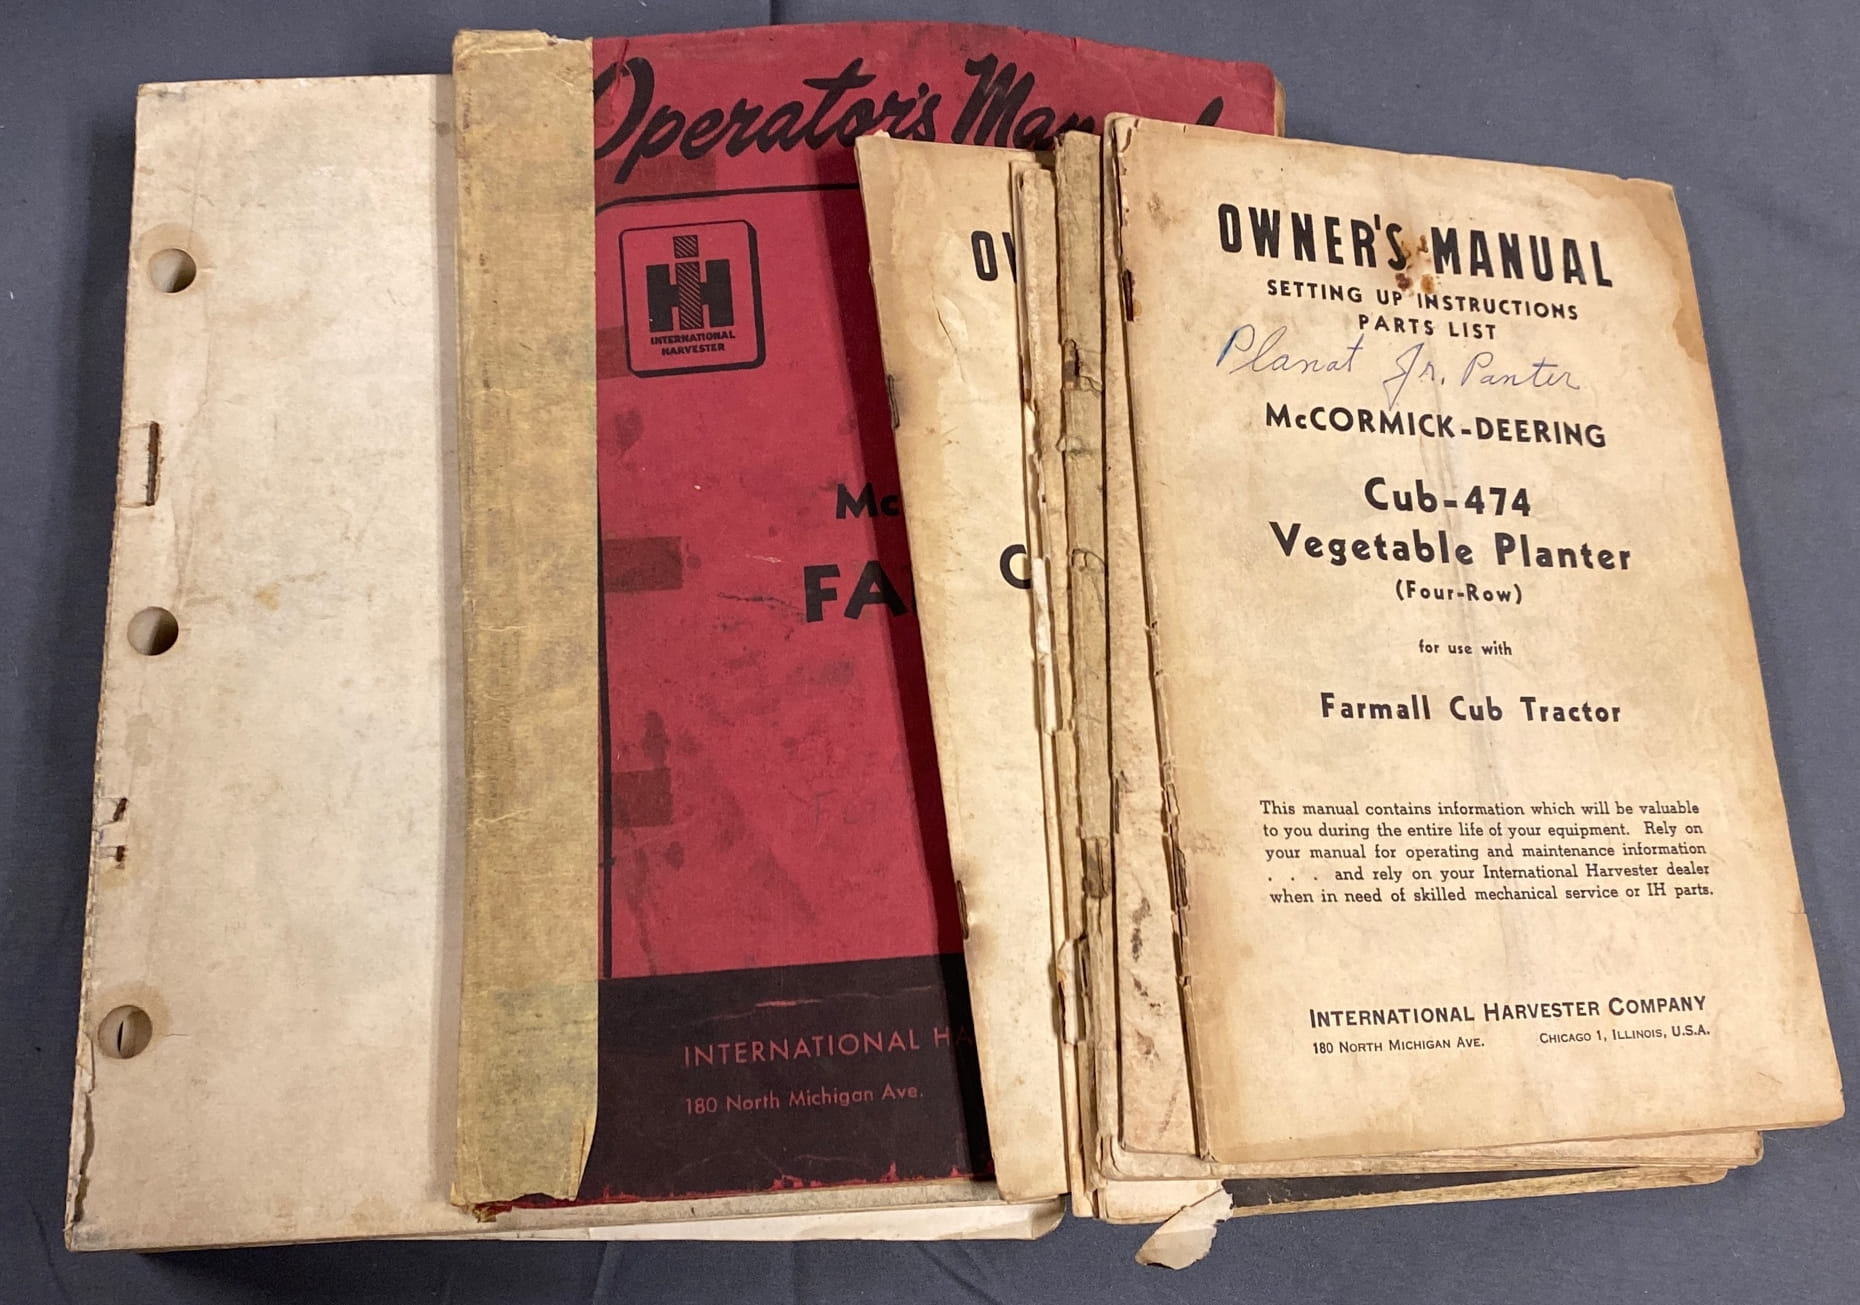 Operator's Ma
INTERNATIONAL
HARVESTER
Mc
FA
INTERNATIONAL HA
180 North Michigan Ave.
OW
C
OWNER'S MANUAL
SETTING UP INSTRUCTIONS
PARTS LIST
Planat Jr. Panter
McCORMICK-DEERING
Cub-474
Vegetable Planter
(Four-Row)
for use with
Farmall Cub Tractor
This manual contains information which will be valuable
to you during the entire life of your equipment. Rely on
your manual for operating and maintenance information
. . . and rely on your International Harvester dealer
when in need of skilled mechanical service or IH parts.
INTERNATIONAL HARVESTER COMPANY
180 NORTH MICHIGAN AVE. CHICAGO 1, ILLINOIS, U.S.A.